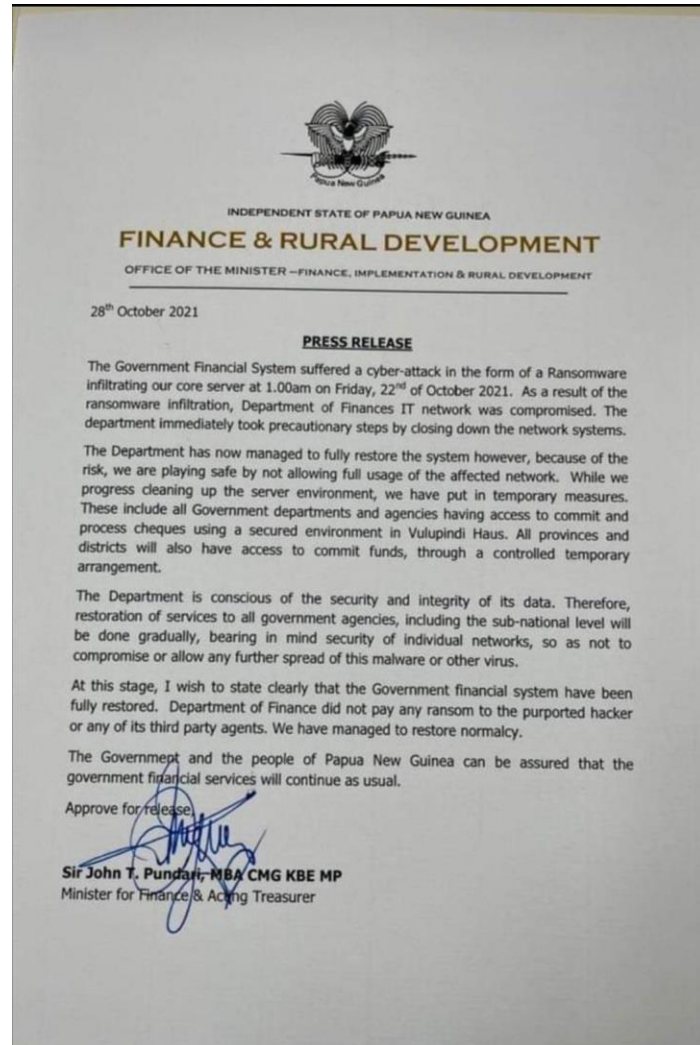 Papua New Guinea
INDEPENDENT STATE OF PAPUA NEW GUINEA
FINANCE & RURAL DEVELOPMENT
OFFICE OF THE MINISTER –FINANCE, IMPLEMENTATION & RURAL DEVELOPMENT
28th October 2021
PRESS RELEASE
The Government Financial System suffered a cyber-attack in the form of a Ransomware
infiltrating our core server at 1.00am on Friday, 22nd of October 2021. As a result of the
ransomware infiltration, Department of Finances IT network was compromised. The
department immediately took precautionary steps by closing down the network systems.
The Department has now managed to fully restore the system however, because of the
risk, we are playing safe by not allowing full usage of the affected network. While we
progress cleaning up the server environment, we have put in temporary measures.
These include all Government departments and agencies having access to commit and
process cheques using a secured environment in Vulupindi Haus. All provinces and
districts will also have access to commit funds, through a controlled temporary
arrangement.
The Department is conscious of the security and integrity of its data. Therefore,
restoration of services to all government agencies, including the sub-national level will
be done gradually, bearing in mind security of individual networks, so as not to
compromise or allow any further spread of this malware or other virus.
At this stage, I wish to state clearly that the Government financial system have been
fully restored. Department of Finance did not pay any ransom to the purported hacker
or any of its third party agents. We have managed to restore normalcy.
The Government and the people of Papua New Guinea can be assured that the
government financial services will continue as usual.
Approve for release,
Sir John T. Pundari, MBA CMG KBE MP
Minister for Finance & Acting Treasurer